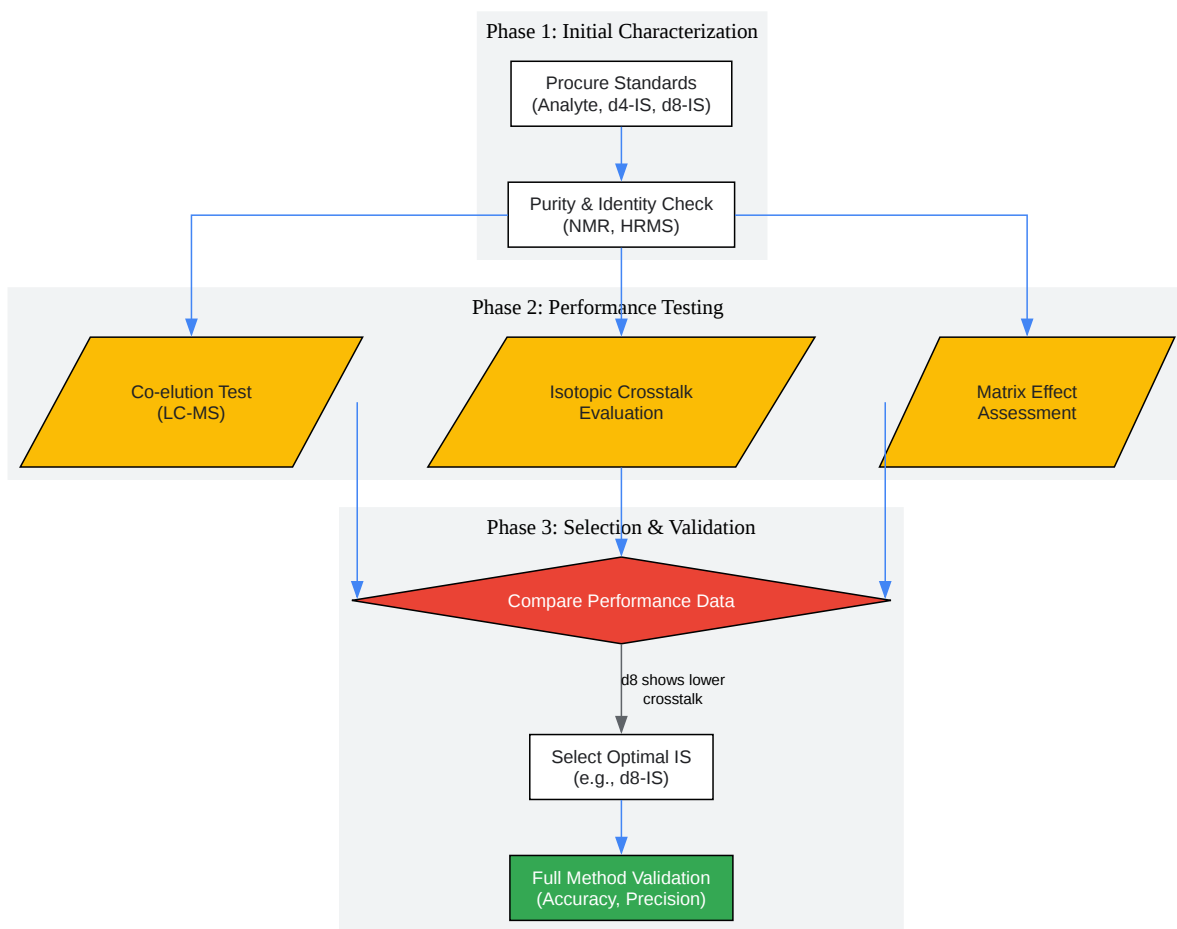 Phase 1: Initial Characterization
Procure Standards
(Analyte, d4-IS, d8-IS)
Purity & Identity Check
(NMR, HRMS)
Phase 2: Performance Testing
Co-elution Test
(LC-MS)
Isotopic Crosstalk
Evaluation
Matrix Effect
Assessment
Phase 3: Selection & Validation
Compare Performance Data
d8 shows lower
crosstalk
Select Optimal IS
(e.g., d8-IS)
Full Method Validation
(Accuracy, Precision)